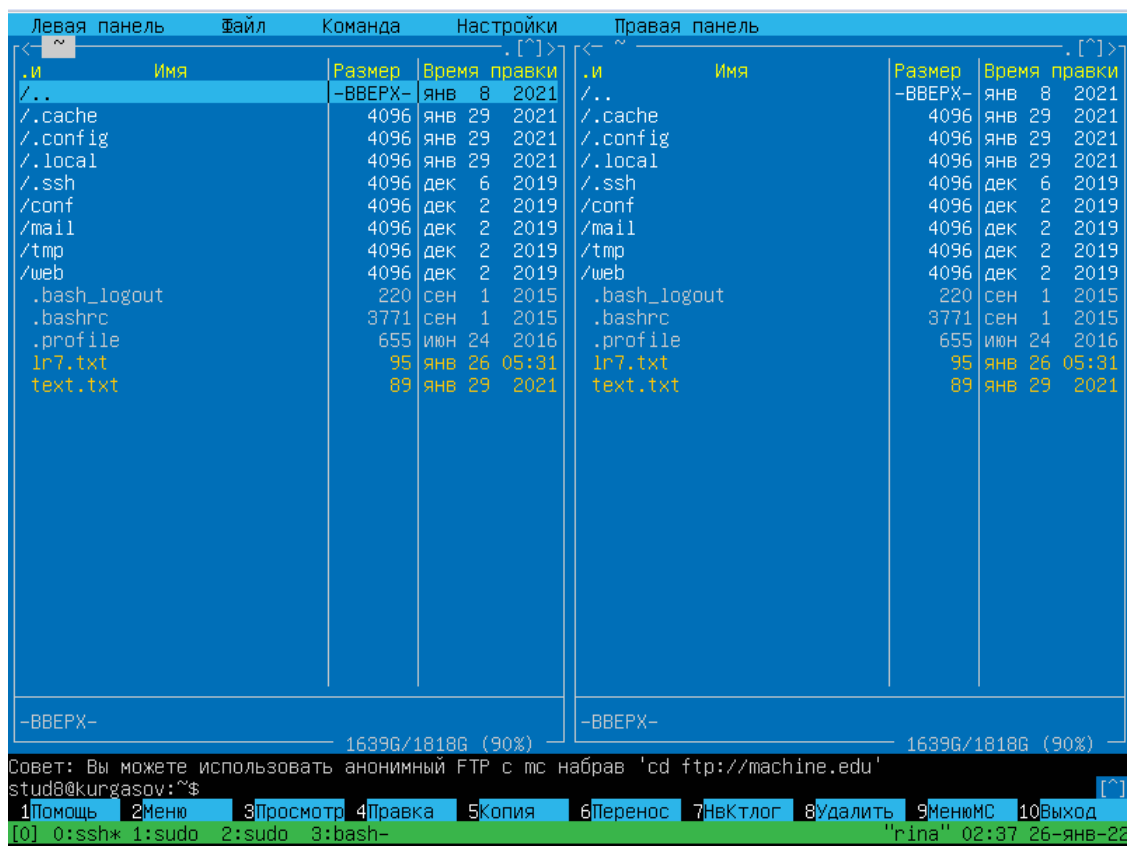 Левая панель Файл Команда Настройки Правая панель
<- ~ .[^]> <- ~ .[^]>
.и Имя Размер Время правки .и Имя Размер Время правки
/.. -ВВЕРХ- янв 8 2021 /.. -ВВЕРХ- янв 8 2021
/.cache 4096 янв 29 2021 /.cache 4096 янв 29 2021
/.config 4096 янв 29 2021 /.config 4096 янв 29 2021
/.local 4096 янв 29 2021 /.local 4096 янв 29 2021
/.ssh 4096 дек 6 2019 /.ssh 4096 дек 6 2019
/conf 4096 дек 2 2019 /conf 4096 дек 2 2019
/mail 4096 дек 2 2019 /mail 4096 дек 2 2019
/tmp 4096 дек 2 2019 /tmp 4096 дек 2 2019
/web 4096 дек 2 2019 /web 4096 дек 2 2019
.bash_logout 220 сен 1 2015 .bash_logout 220 сен 1 2015
.bashrc 3771 сен 1 2015 .bashrc 3771 сен 1 2015
.profile 655 июн 24 2016 .profile 655 июн 24 2016
lr7.txt 95 янв 26 05:31 lr7.txt 95 янв 26 05:31
text.txt 89 янв 29 2021 text.txt 89 янв 29 2021
-ВВЕРХ- -ВВЕРХ-
1639G/1818G (90%) 1639G/1818G (90%)
Совет: Вы можете использовать анонимный FTP с mc набрав 'cd ftp://machine.edu'
stud8@kurgasov:~$ [^]
1Помощь 2Меню 3Просмотр 4Правка 5Копия 6Перенос 7НвКтлог 8Удалить 9МенюМС 10Выход
[0] 0:ssh* 1:sudo 2:sudo 3:bash- "rina" 02:37 26-янв-22